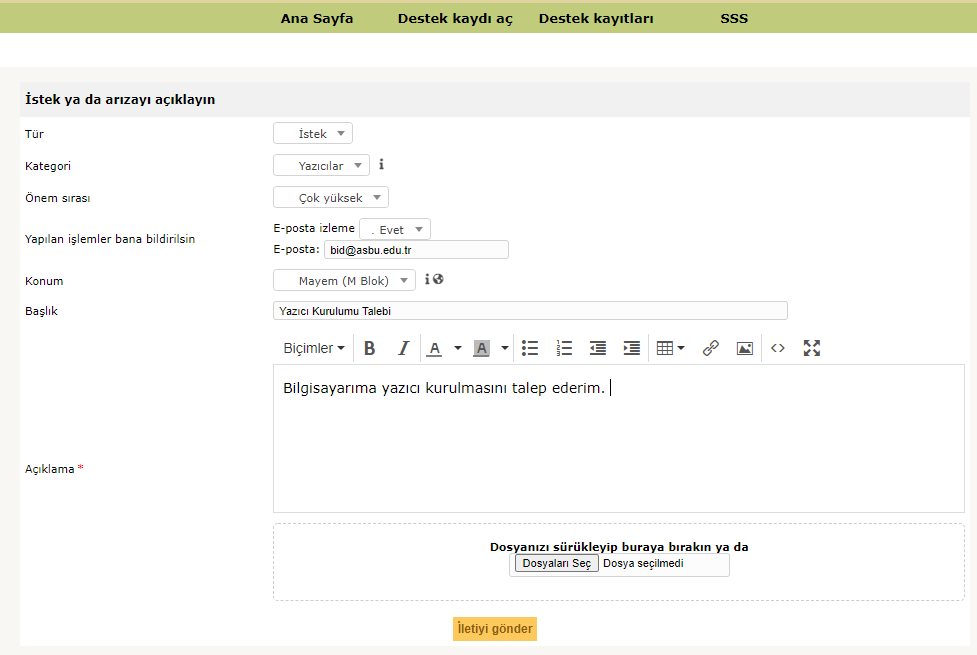 Ana Sayfa Destek kaydı aç Destek kayıtları SSS
İstek ya da arızayı açıklayın
Tür İstek
Kategori Yazıcılar
Önem sırası Çok yüksek
Yapılan işlemler bana bildirilsin
E-posta izleme . Evet
E-posta: bid@asbu.edu.tr
Konum Mayem (M Blok)
Başlık Yazıcı Kurulumu Talebi
Biçimler B I A A
Bilgisayarıma yazıcı kurulmasını talep ederim.
Açıklama *
Dosyanızı sürükleyip buraya bırakın ya da
Dosyaları Seç Dosya seçilmedi
İletiyi gönder